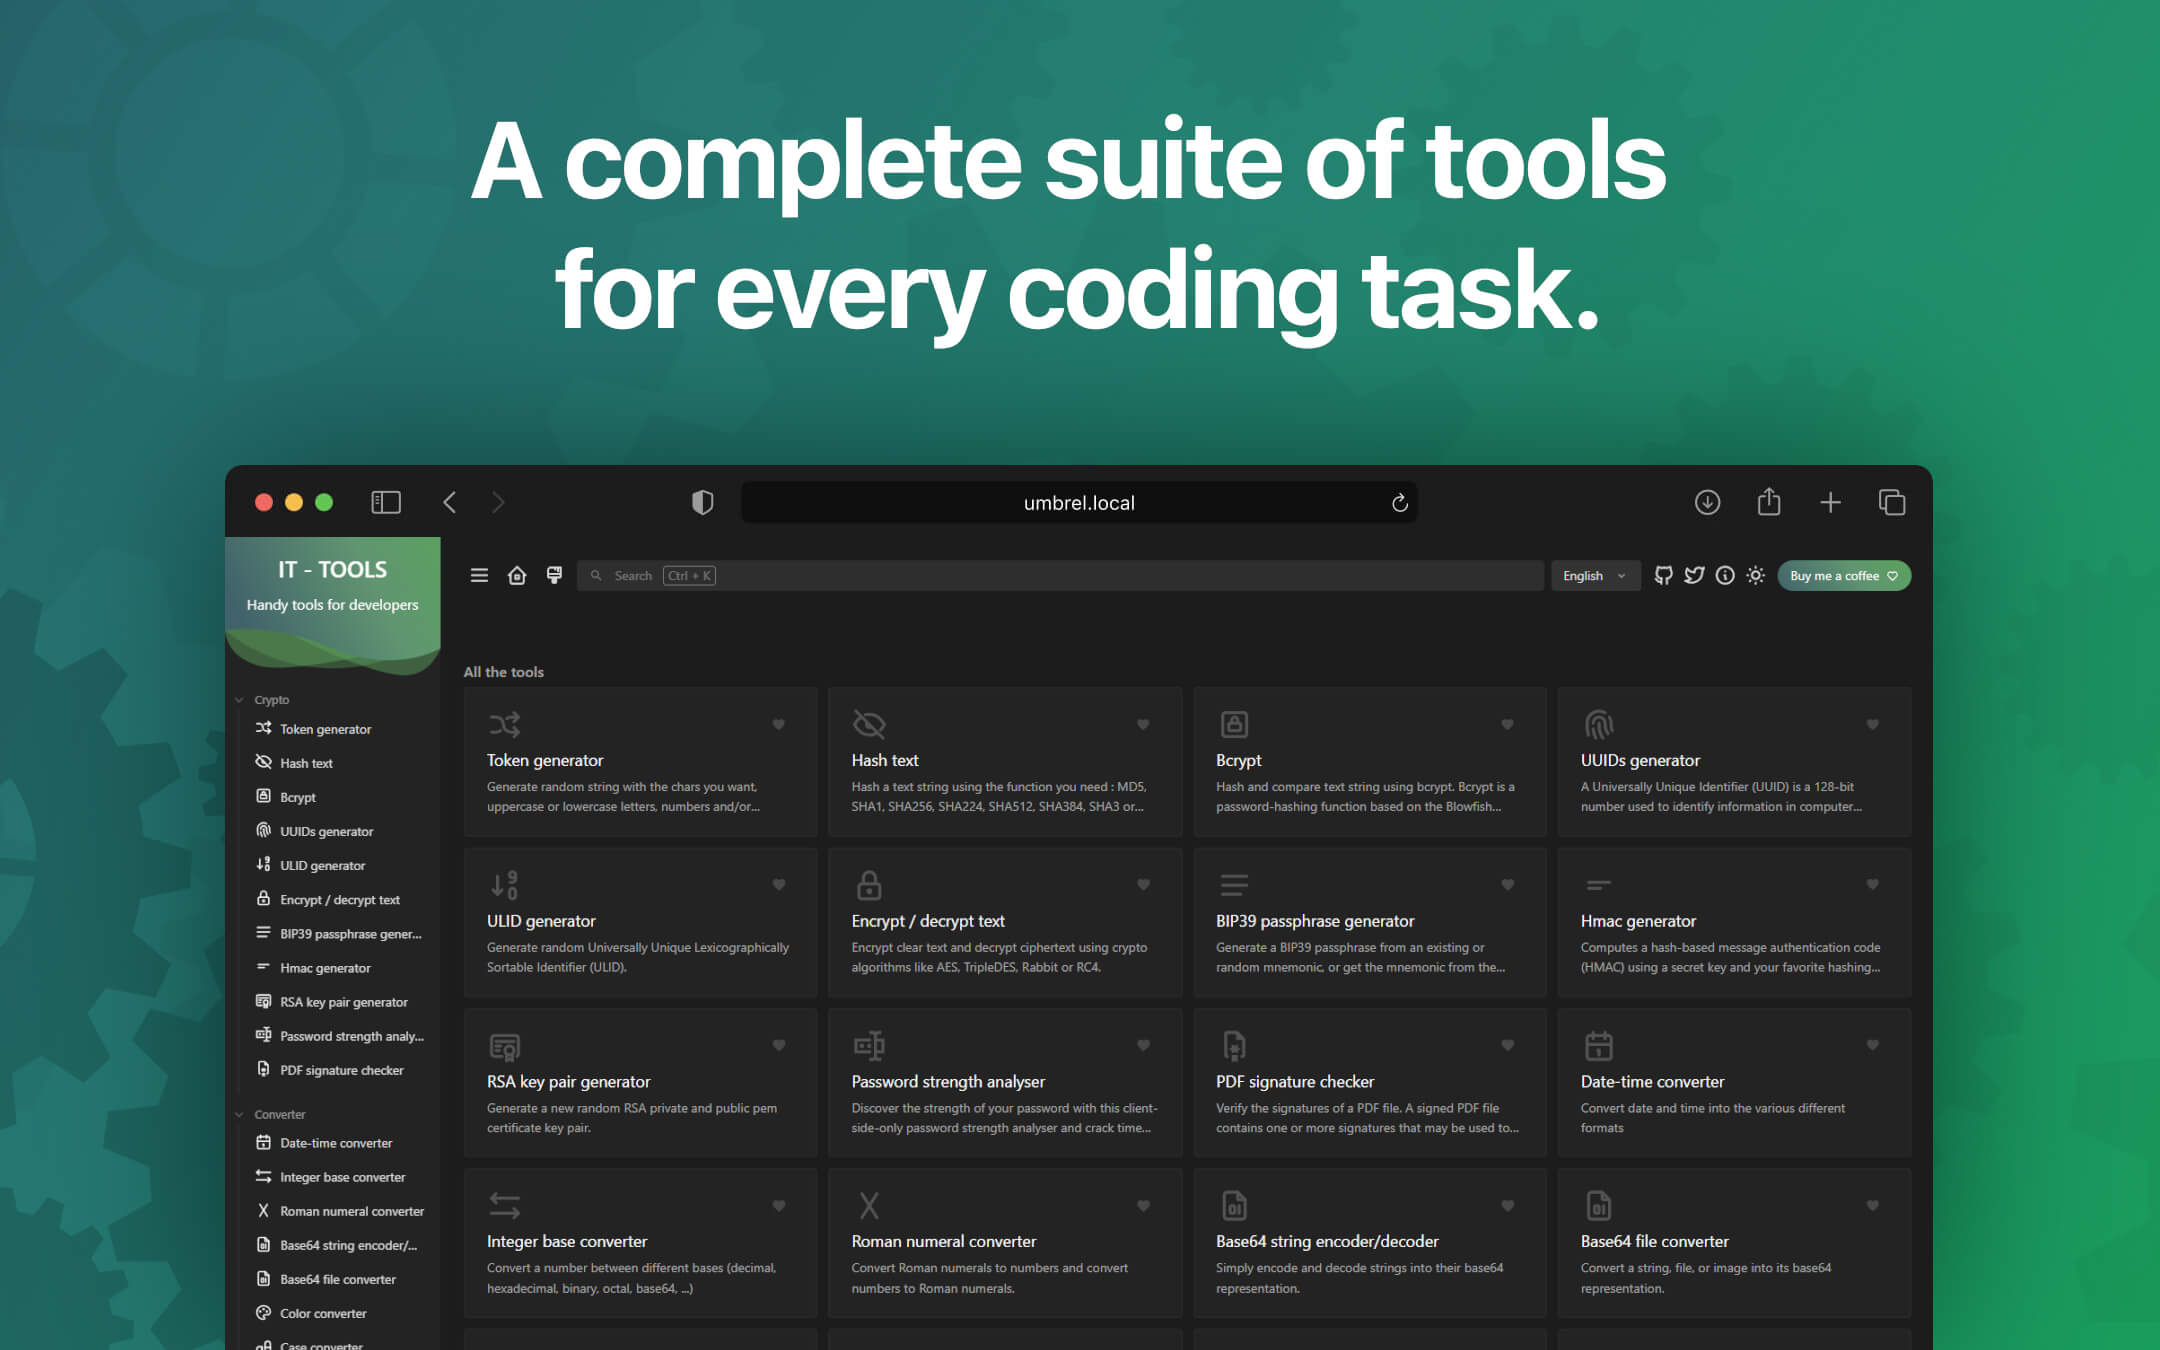 A complete suite of tools
for every coding task.
umbrel.local
IT - TOOLS
Handy tools for developers
Search Ctrl + K
English
Buy me a coffee
Crypto
Token generator
Hash text
Bcrypt
UUIDs generator
ULID generator
Encrypt / decrypt text
BIP39 passphrase gener...
Hmac generator
RSA key pair generator
Password strength analy...
PDF signature checker
Converter
Date-time converter
Integer base converter
Roman numeral converter
Base64 string encoder/...
Base64 file converter
Color converter
Case converter
All the tools
Token generator
Generate random string with the chars you want,
uppercase or lowercase letters, numbers and/or...
Hash text
Hash a text string using the function you need : MD5,
SHA1, SHA256, SHA224, SHA512, SHA384, SHA3 or...
Bcrypt
Hash and compare text string using bcrypt. Bcrypt is a
password-hashing function based on the Blowfish...
UUIDs generator
A Universally Unique Identifier (UUID) is a 128-bit
number used to identify information in computer...
ULID generator
Generate random Universally Unique Lexicographically
Sortable Identifier (ULID).
Encrypt / decrypt text
Encrypt clear text and decrypt ciphertext using crypto
algorithms like AES, TripleDES, Rabbit or RC4.
BIP39 passphrase generator
Generate a BIP39 passphrase from an existing or
random mnemonic, or get the mnemonic from the...
Hmac generator
Computes a hash-based message authentication code
(HMAC) using a secret key and your favorite hashing...
RSA key pair generator
Generate a new random RSA private and public pem
certificate key pair.
Password strength analyser
Discover the strength of your password with this client-
side-only password strength analyser and crack time...
PDF signature checker
Verify the signatures of a PDF file. A signed PDF file
contains one or more signatures that may be used to...
Date-time converter
Convert date and time into the various different
formats
Integer base converter
Convert a number between different bases (decimal,
hexadecimal, binary, octal, base64, ...)
Roman numeral converter
Convert Roman numerals to numbers and convert
numbers to Roman numerals.
Base64 string encoder/decoder
Simply encode and decode strings into their base64
representation.
Base64 file converter
Convert a string, file, or image into its base64
representation.